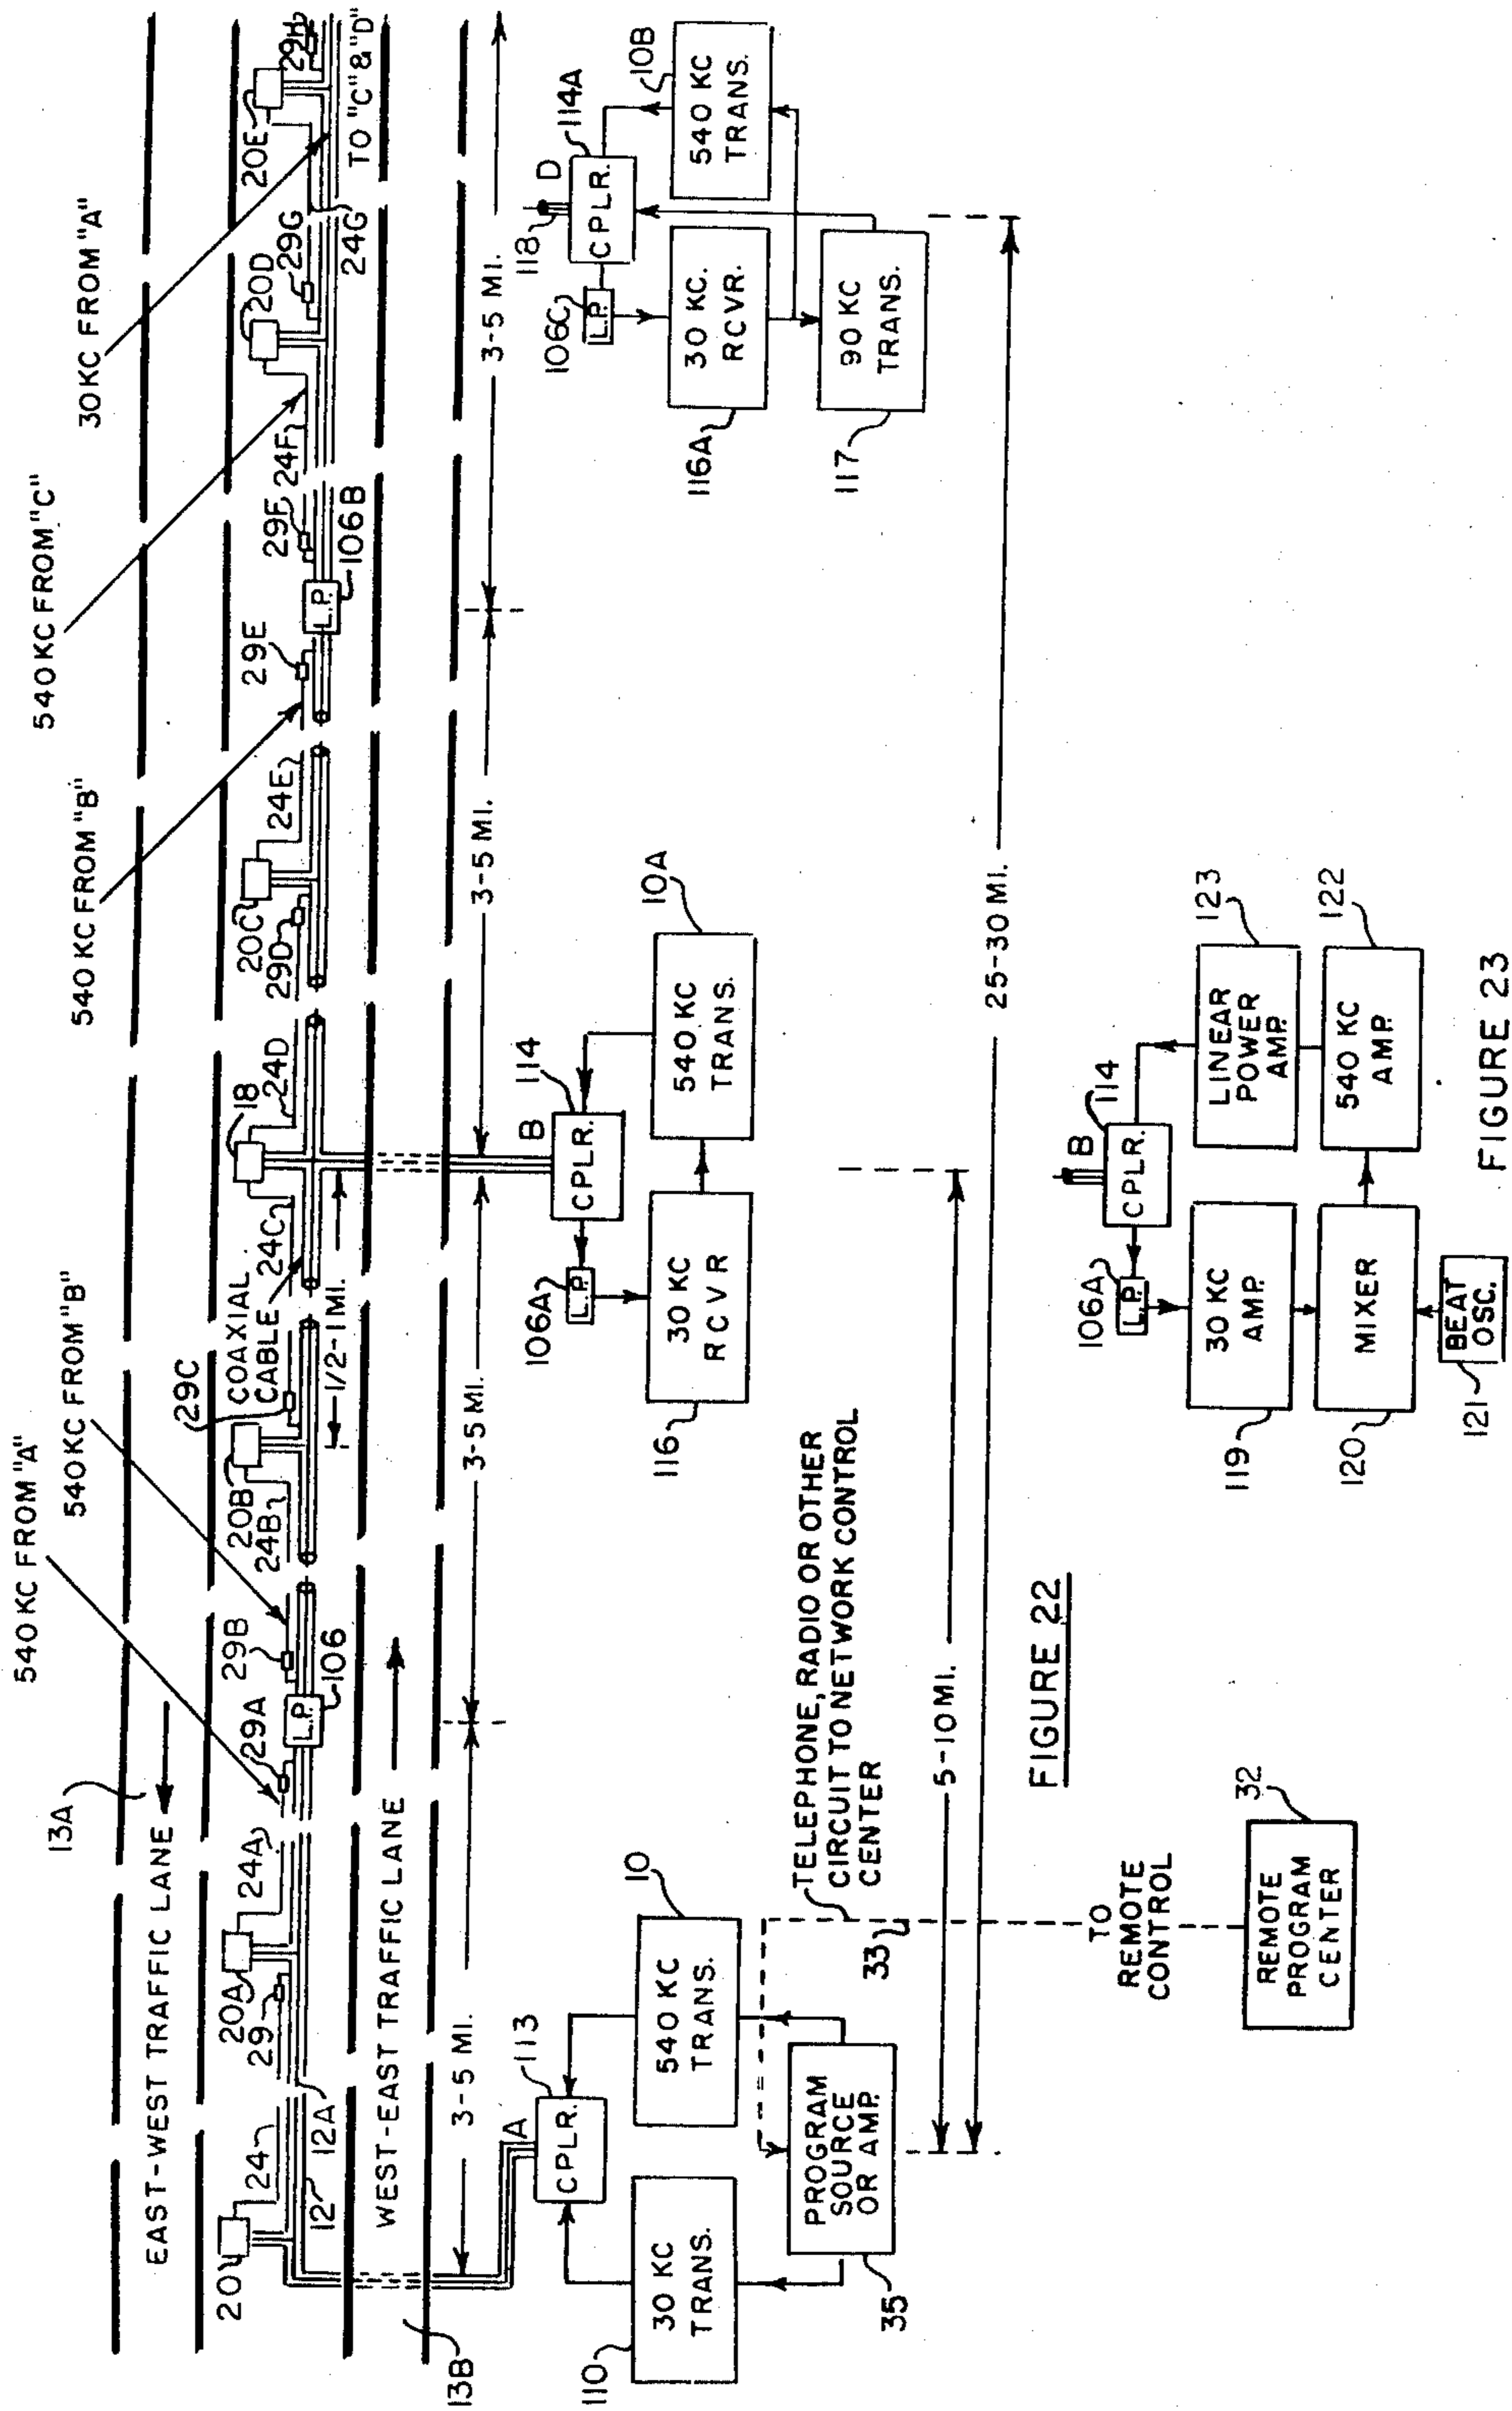 540 KC FROM "A"
540 KC FROM "B"
540 KC FROM "B"
540 KC FROM "C"
30 KC FROM "A"
13A
EAST-WEST TRAFFIC LANE
20
24
20A
29
24A
29A
29B
20B
24B
29C
COAXIAL
CABLE
24C
18
24D
20C
29D
24E
29E
29F
24F
20D
29G
20E
29H
12
12A
L.P.
106
1/2-1 MI.
L.P.
106B
24G
TO "C" & "D"
WEST-EAST TRAFFIC LANE
13B
3-5 MI.
3-5 MI.
3-5 MI.
3-5 MI.
A
113
CPLR.
110
30 KC
TRANS.
540 KC
TRANS.
10
35
PROGRAM
SOURCE
OR AMP.
33
TELEPHONE, RADIO OR OTHER
CIRCUIT TO NETWORK CONTROL
CENTER
TO
REMOTE
CONTROL
REMOTE
PROGRAM
CENTER
32
B
114
CPLR.
106A
L.P.
30 KC
RCVR
116
540 KC
TRANS.
10A
118
D
114A
CPLR.
106C
L.P.
30 KC.
RCVR.
116A
540 KC
TRANS.
10B
90 KC
TRANS.
117
5-10 MI.
25-30 MI.
FIGURE 22
B
114
CPLR.
106A
L.P.
30 KC
AMP.
119
LINEAR
POWER
AMP.
123
MIXER
120
540 KC
AMP.
122
121
BEAT
OSC.
FIGURE 23